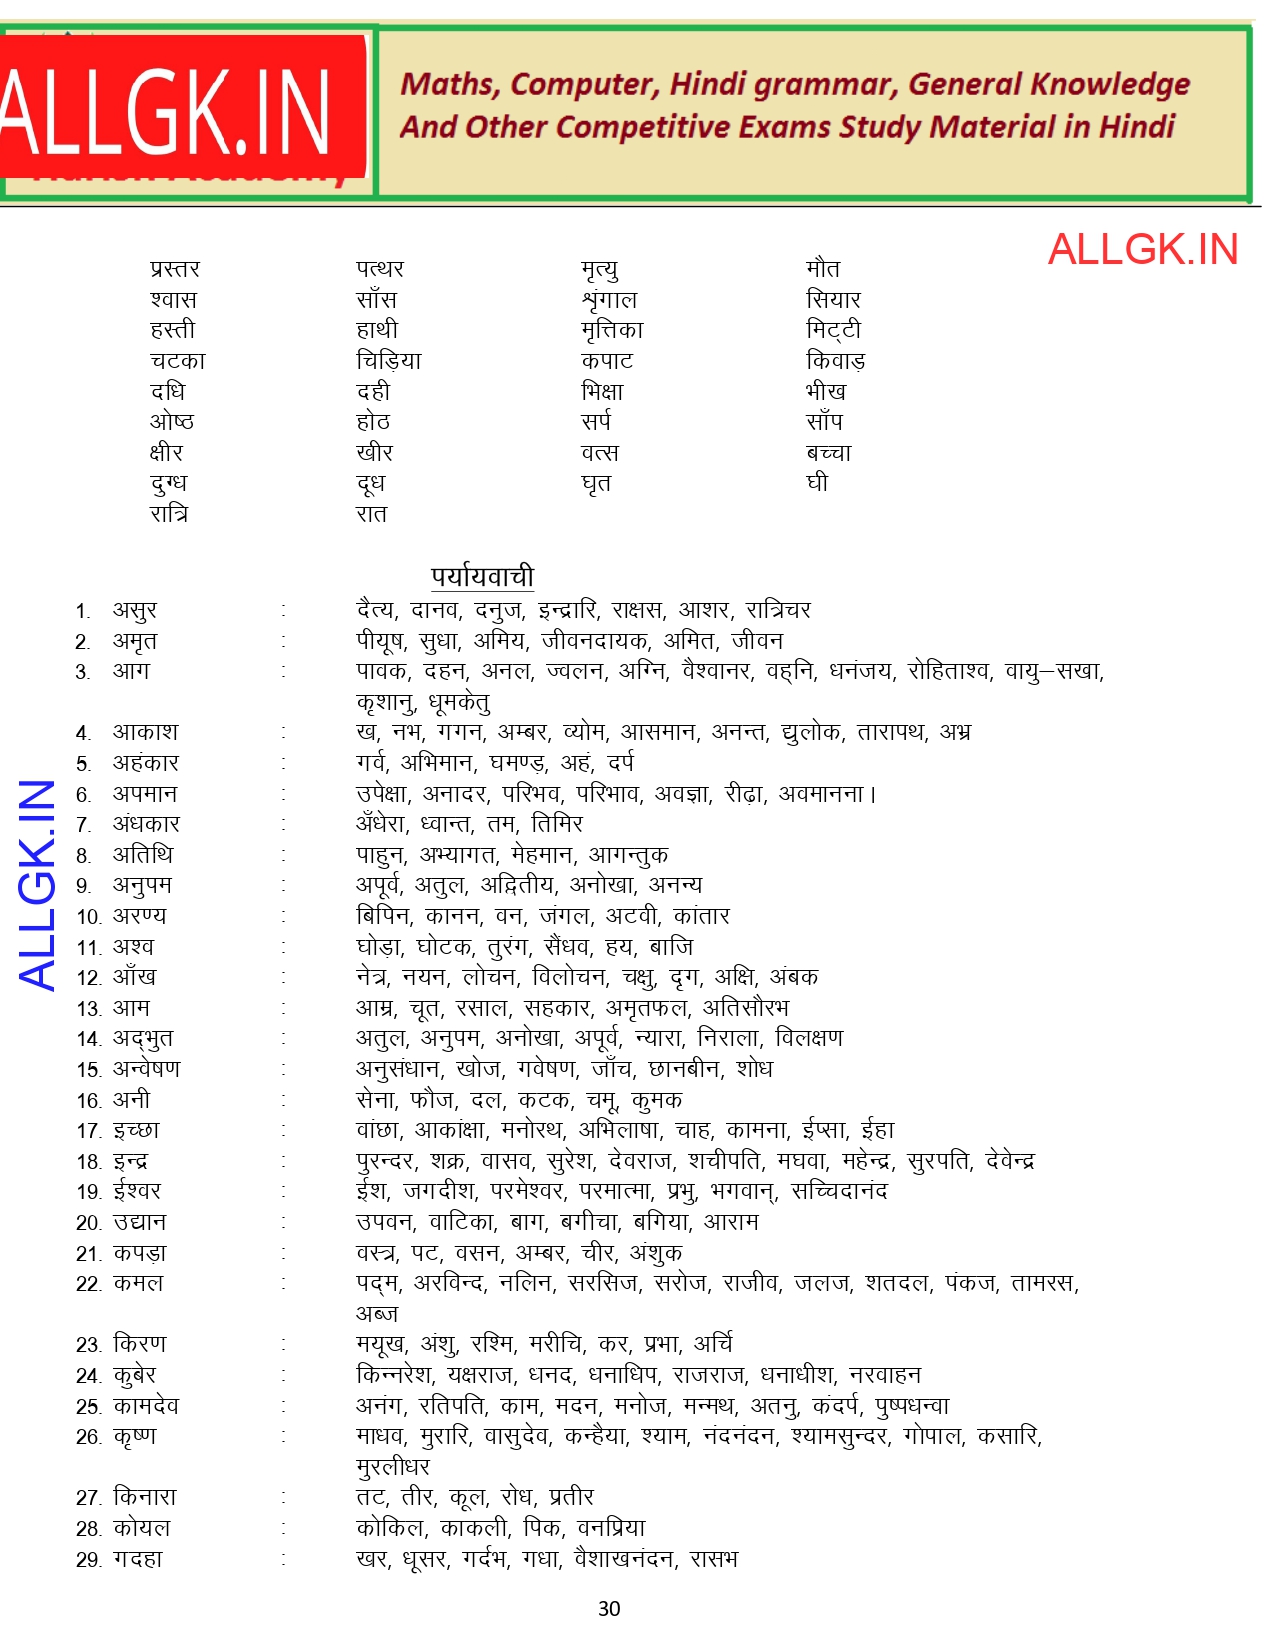 ALLGK.IN
Maths, Computer, Hindi grammar, General Knowledge
And Other Competitive Exams Study Material in Hindi
ALLGK.IN
प्रस्तर पत्थर मृत्यु मौत
श्वास साँस शृंगाल सियार
हस्ती हाथी मृत्तिका मिट्टी
चटका चिड़िया कपाट किवाड़
दधि दही भिक्षा भीख
ओष्ठ होठ सर्प साँप
क्षीर खीर वत्स बच्चा
दुग्ध दूध घृत घी
रात्रि रात
पर्यायवाची
1. असुर : दैत्य, दानव, दनुज, इन्द्रारि, राक्षस, आशर, रात्रिचर
2. अमृत : पीयूष, सुधा, अमिय, जीवनदायक, अमित, जीवन
3. आग : पावक, दहन, अनल, ज्वलन, अग्नि, वैश्वानर, वह्नि, धनंजय, रोहिताश्व, वायु–सखा,
कृशानु, धूमकेतु
4. आकाश : ख, नभ, गगन, अम्बर, व्योम, आसमान, अनन्त, द्युलोक, तारापथ, अभ्र
5. अहंकार : गर्व, अभिमान, घमण्ड़, अहं, दर्प
6. अपमान : उपेक्षा, अनादर, परिभव, परिभाव, अवज्ञा, रीढ़ा, अवमानना।
7. अंधकार : अँधेरा, ध्वान्त, तम, तिमिर
8. अतिथि : पाहुन, अभ्यागत, मेहमान, आगन्तुक
9. अनुपम : अपूर्व, अतुल, अद्वितीय, अनोखा, अनन्य
10. अरण्य : बिपिन, कानन, वन, जंगल, अटवी, कांतार
11. अश्व : घोड़ा, घोटक, तुरंग, सैंधव, हय, बाजि
12. आँख : नेत्र, नयन, लोचन, विलोचन, चक्षु, दृग, अक्षि, अंबक
13. आम : आम्र, चूत, रसाल, सहकार, अमृतफल, अतिसौरभ
14. अद्‌भुत : अतुल, अनुपम, अनोखा, अपूर्व, न्यारा, निराला, विलक्षण
15. अन्वेषण : अनुसंधान, खोज, गवेषण, जाँच, छानबीन, शोध
16. अनी : सेना, फौज, दल, कटक, चमू, कुमक
17. इच्छा : वांछा, आकांक्षा, मनोरथ, अभिलाषा, चाह, कामना, ईप्सा, ईहा
18. इन्द्र : पुरन्दर, शक्र, वासव, सुरेश, देवराज, शचीपति, मघवा, महेन्द्र, सुरपति, देवेन्द्र
19. ईश्वर : ईश, जगदीश, परमेश्वर, परमात्मा, प्रभु, भगवान्, सच्चिदानंद
20. उद्यान : उपवन, वाटिका, बाग, बगीचा, बगिया, आराम
21. कपड़ा : वस्त्र, पट, वसन, अम्बर, चीर, अंशुक
22. कमल : पद्‌म, अरविन्द, नलिन, सरसिज, सरोज, राजीव, जलज, शतदल, पंकज, तामरस,
अब्ज
23. किरण : मयूख, अंशु, रश्मि, मरीचि, कर, प्रभा, अर्चि
24. कुबेर : किन्नरेश, यक्षराज, धनद, धनाधिप, राजराज, धनाधीश, नरवाहन
25. कामदेव : अनंग, रतिपति, काम, मदन, मनोज, मन्मथ, अतनु, कंदर्प, पुष्पधन्वा
26. कृष्ण : माधव, मुरारि, वासुदेव, कन्हैया, श्याम, नंदनंदन, श्यामसुन्दर, गोपाल, कसारि,
मुरलीधर
27. किनारा : तट, तीर, कूल, रोध, प्रतीर
28. कोयल : कोकिल, काकली, पिक, वनप्रिया
29. गदहा : खर, धूसर, गर्दभ, गधा, वैशाखनंदन, रासभ
ALLGK.IN
30